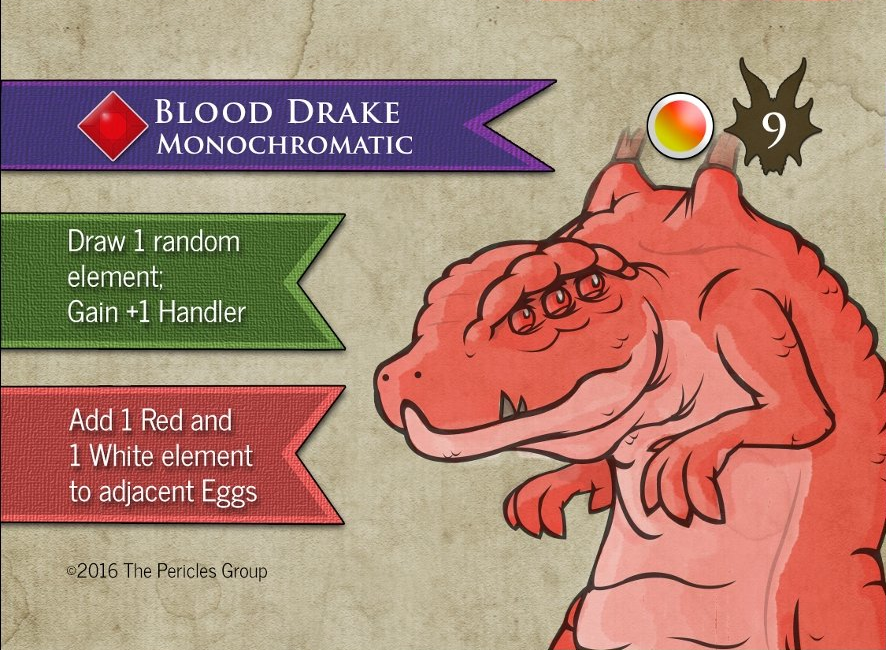 Blood Drake
Monochromatic
9
Draw 1 random
element;
Gain +1 Handler
Add 1 Red and
1 White element
to adjacent Eggs
©2016 The Pericles Group